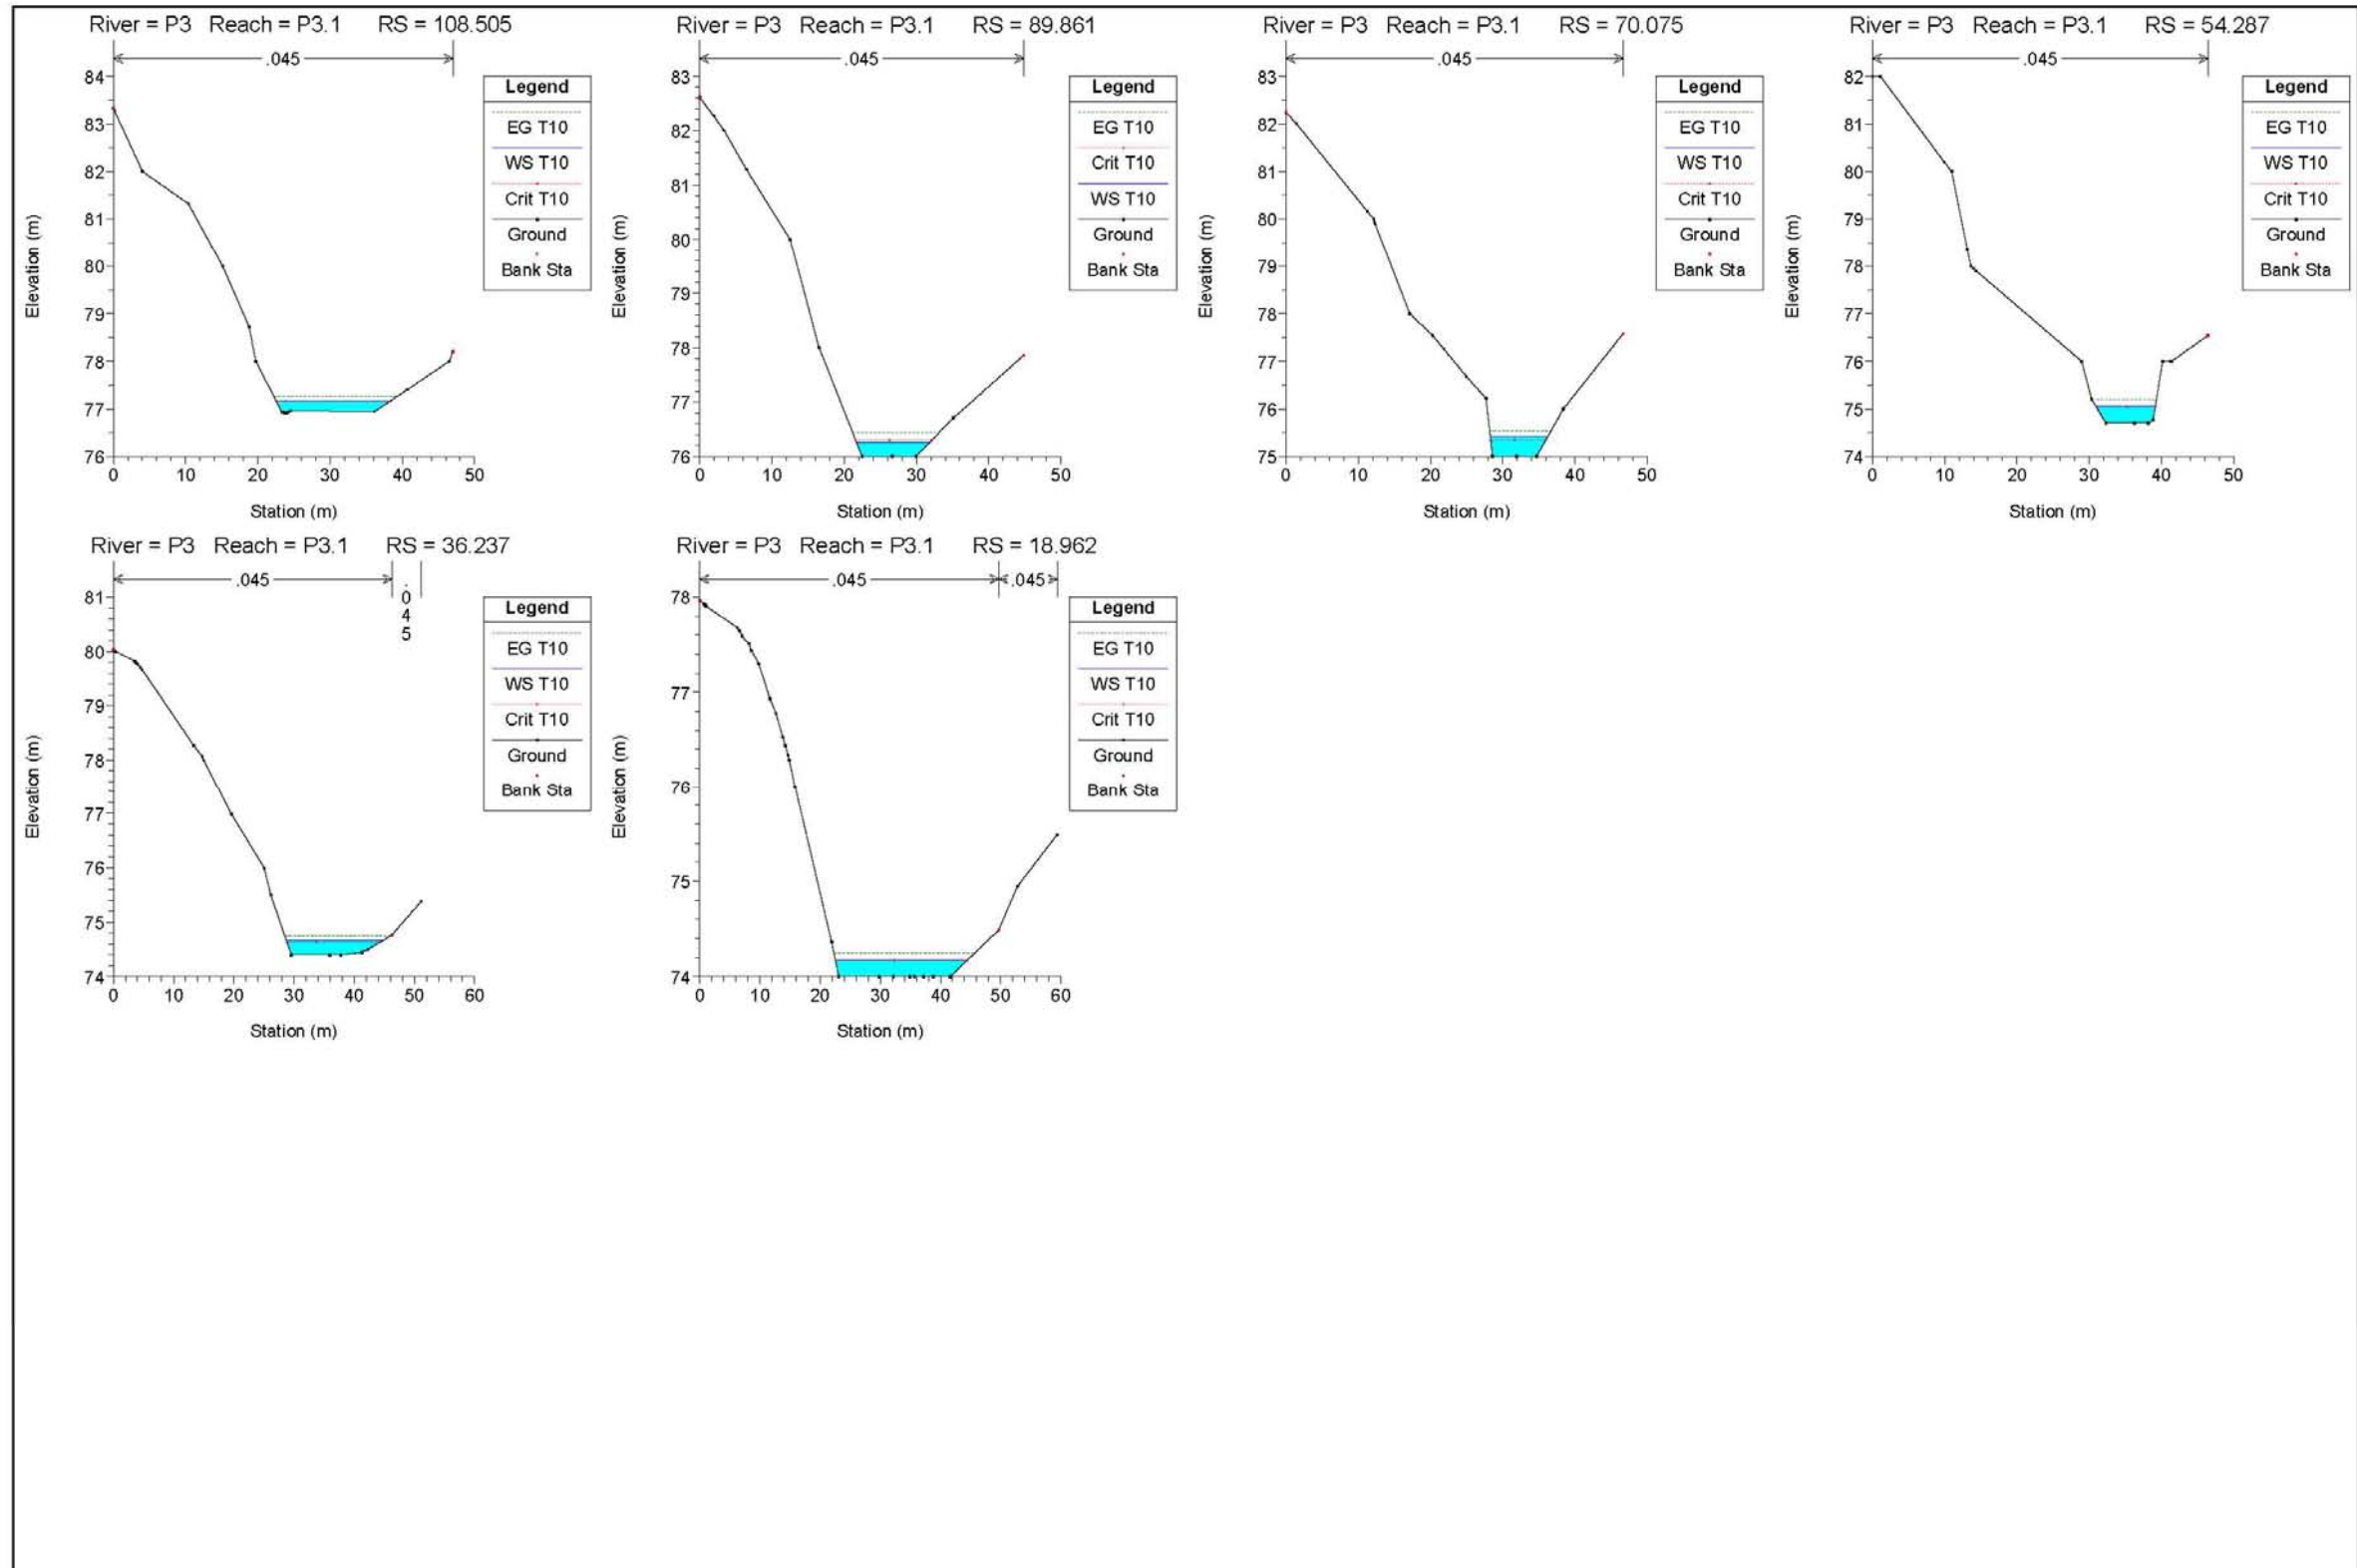 River = P3 Reach = P3.1 RS = 108.505
.045
84
83
82
81
80
79
78
77
76
0 10 20 30 40 50
Elevation (m)
Station (m)
Legend
EG T10
WS T10
Crit T10
Ground
Bank Sta
River = P3 Reach = P3.1 RS = 89.861
.045
83
82
81
80
79
78
77
76
0 10 20 30 40 50
Elevation (m)
Station (m)
Legend
EG T10
Crit T10
WS T10
Ground
Bank Sta
River = P3 Reach = P3.1 RS = 70.075
.045
83
82
81
80
79
78
77
76
75
0 10 20 30 40 50
Elevation (m)
Station (m)
Legend
EG T10
WS T10
Crit T10
Ground
Bank Sta
River = P3 Reach = P3.1 RS = 54.287
.045
82
81
80
79
78
77
76
75
74
0 10 20 30 40 50
Elevation (m)
Station (m)
Legend
EG T10
WS T10
Crit T10
Ground
Bank Sta
River = P3 Reach = P3.1 RS = 36.237
.045
.
0
4
5
81
80
79
78
77
76
75
74
0 10 20 30 40 50 60
Elevation (m)
Station (m)
Legend
EG T10
WS T10
Crit T10
Ground
Bank Sta
River = P3 Reach = P3.1 RS = 18.962
.045 .045
78
77
76
75
74
0 10 20 30 40 50 60
Elevation (m)
Station (m)
Legend
EG T10
WS T10
Crit T10
Ground
Bank Sta